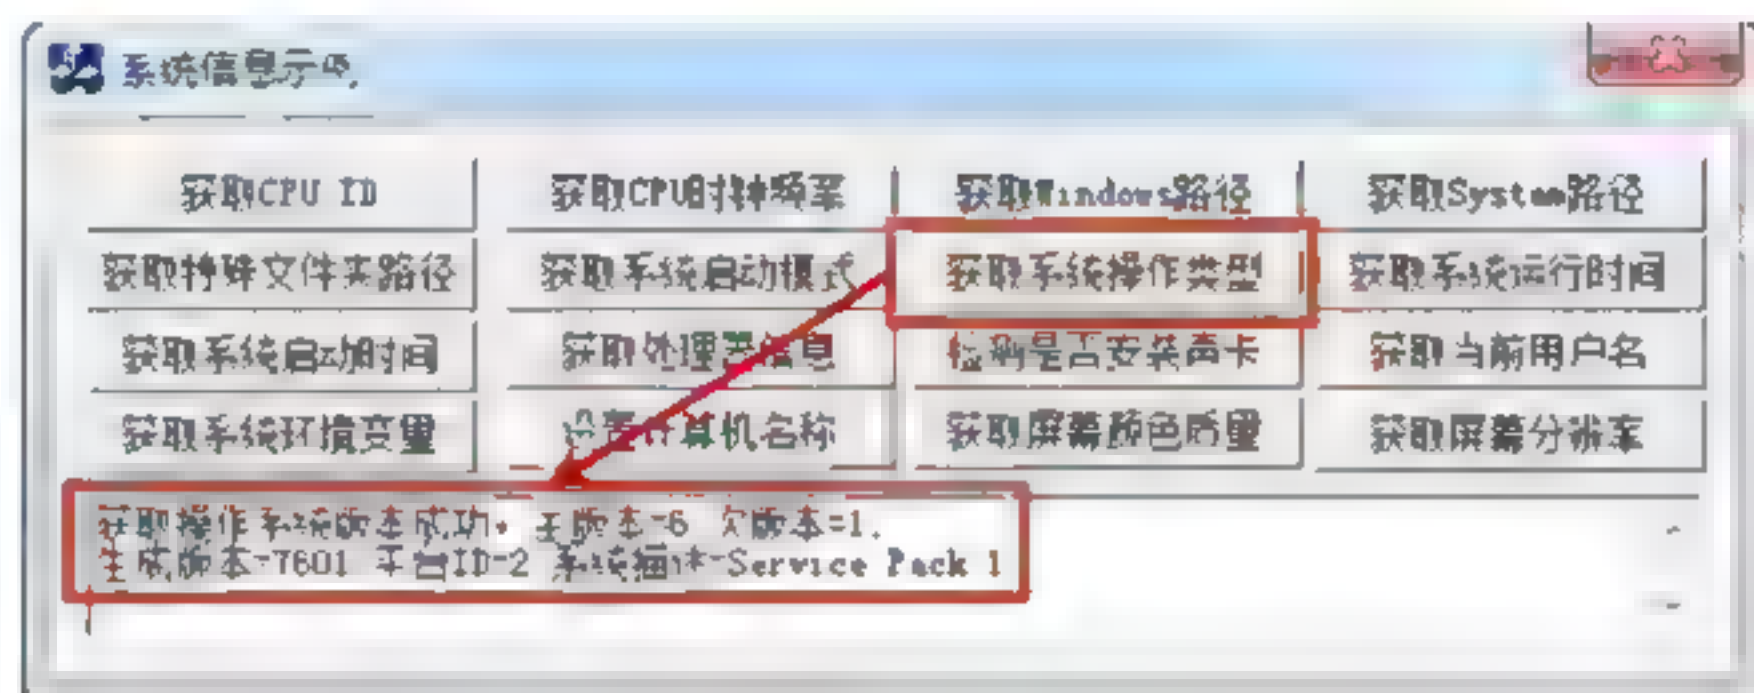 系统信息示例
获取CPU ID 获取CPU时钟频率 获取Windows路径 获取System路径
获取特殊文件夹路径 获取系统启动模式 获取系统操作类型 获取系统运行时间
获取系统启动时间 获取处理器信息 检测是否安装声卡 获取当前用户名
获取系统环境变量 设置计算机名称 获取屏幕颜色质量 获取屏幕分辨率
获取操作系统版本成功, 主版本=6 次版本=1,
生成版本=7601 平台ID=2 系统描述=Service Pack 1